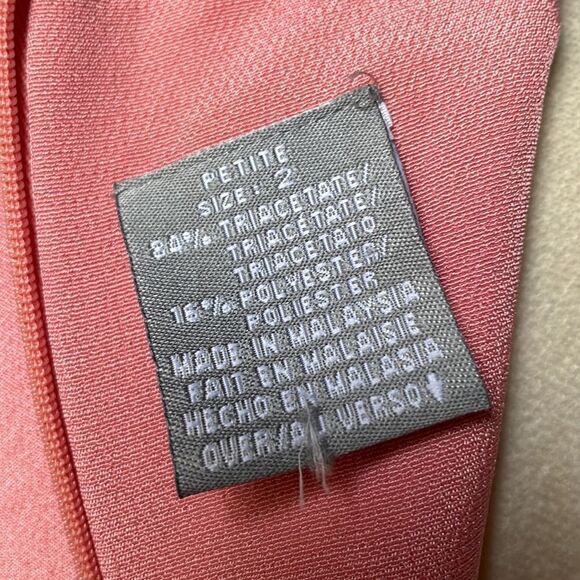 PETITE
SIZE: 2
84% TRIACETATE/
TRIACETATE/
TRIACETATO
16% POLYESTER/
POLIESTER
MADE IN MALAYSIA
FAIT EN MALAISIE
HECHO EN MALASIA
OVER/AU VERSO